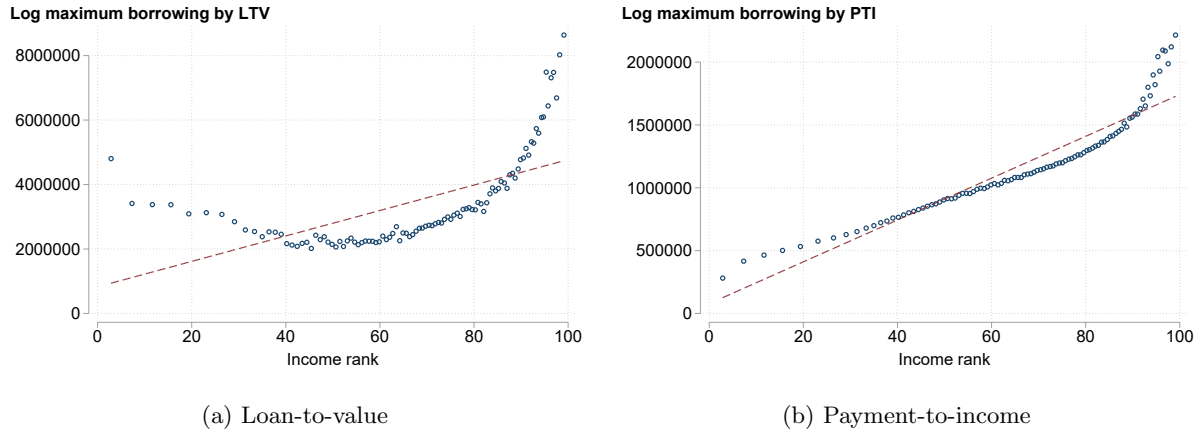 Log maximum borrowing by LTV
8000000
6000000
4000000
2000000
0
0 20 40 60 80 100
Income rank
(a) Loan-to-value
Log maximum borrowing by PTI
2000000
1500000
1000000
500000
0
0 20 40 60 80 100
Income rank
(b) Payment-to-income